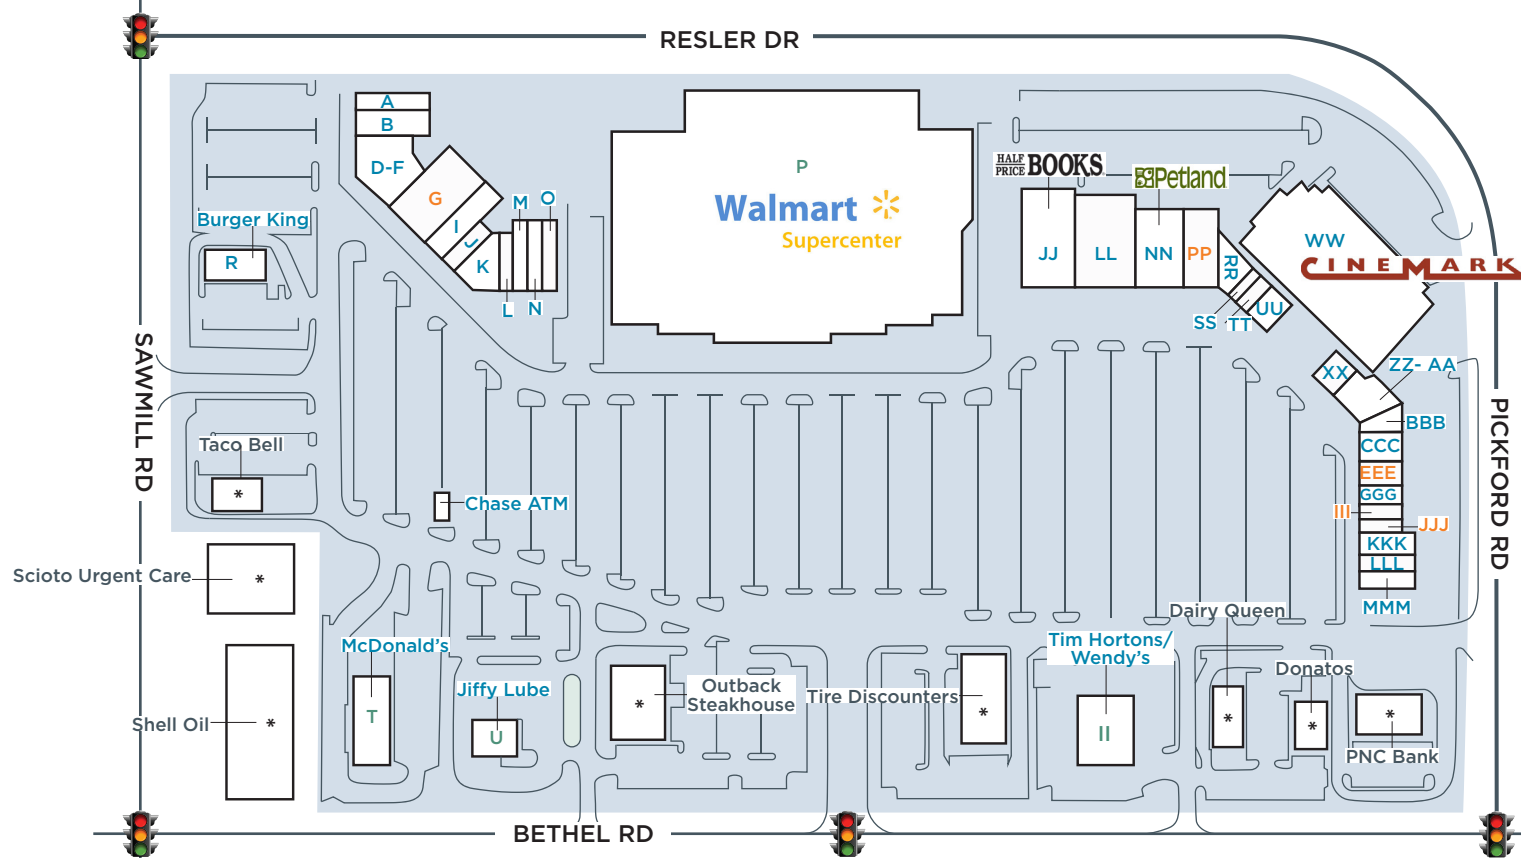 RESLER DR
A
B
D-F
G
I
J
K
L
M
N
O
P
Walmart
Supercenter
HALF
PRICE BOOKS
Petland
JJ
LL
NN
PP
RR
SS
TT
UU
WW
CINEMARK
XX
ZZ- AA
BBB
CCC
EEE
GGG
III
JJJ
KKK
LLL
MMM
Burger King
R
SAWMILL RD
PICKFORD RD
Taco Bell
*
Chase ATM
Scioto Urgent Care
*
Shell Oil
*
McDonald's
T
Jiffy Lube
U
Outback
Steakhouse
*
Tire Discounters
*
Tim Hortons/
Wendy's
II
Dairy Queen
*
Donatos
*
PNC Bank
*
BETHEL RD